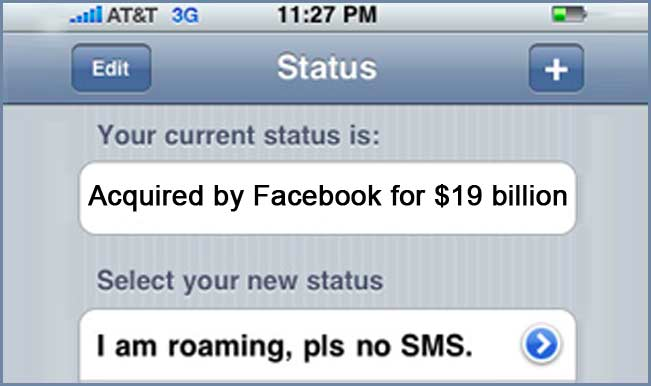 AT&T 3G 11:27 PM
Edit Status +
Your current status is:
Acquired by Facebook for $19 billion
Select your new status
I am roaming, pls no SMS.